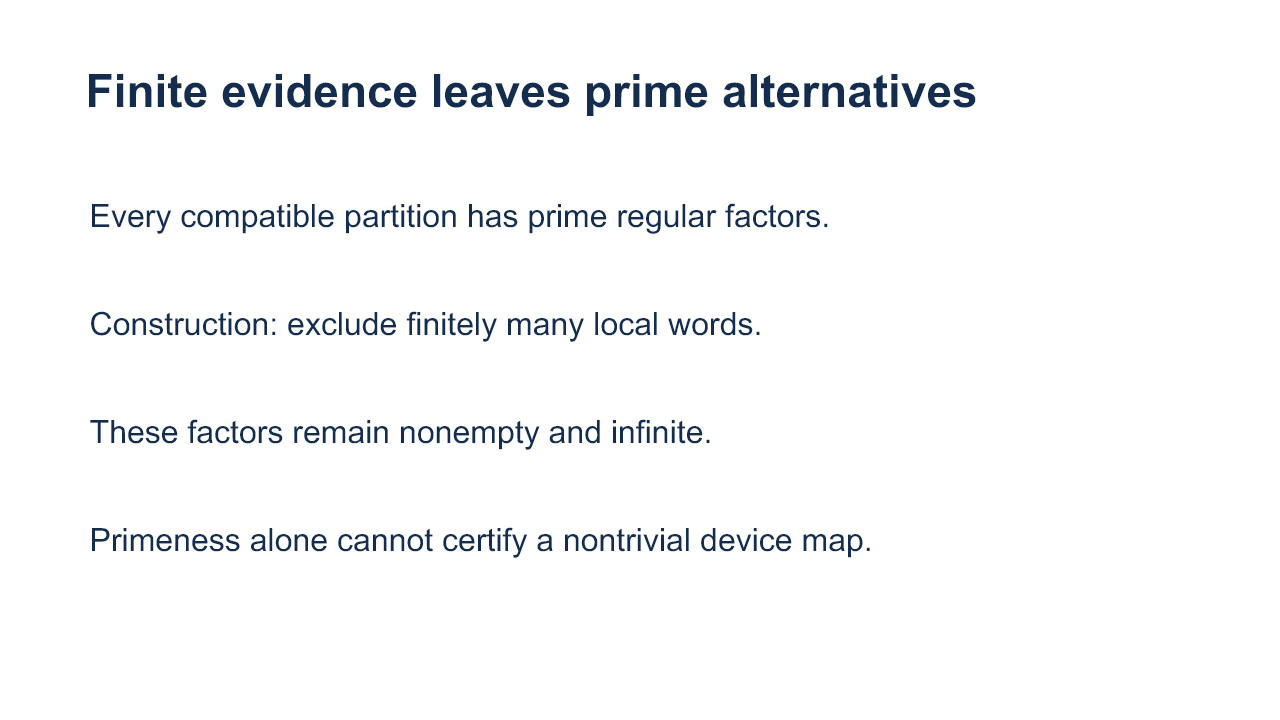 Finite evidence leaves prime alternatives
Every compatible partition has prime regular factors.
Construction: exclude finitely many local words.
These factors remain nonempty and infinite.
Primeness alone cannot certify a nontrivial device map.